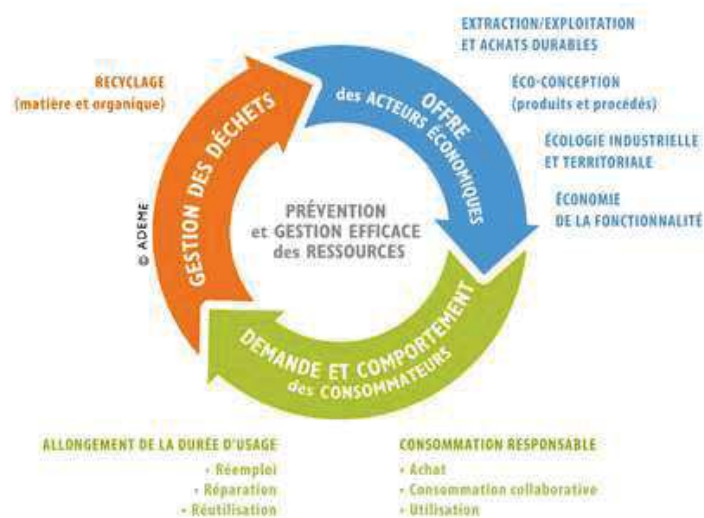 EXTRACTION/EXPLOITATION
ET ACHATS DURABLES
RECYCLAGE
(matière et organique)
ÉCO-CONCEPTION
(produits et procédés)
ÉCOLOGIE INDUSTRIELLE
ET TERRITORIALE
ÉCONOMIE
DE LA FONCTIONNALITÉ
OFFRE
des ACTEURS ÉCONOMIQUES
GESTION DES DÉCHETS
© ADEME
PRÉVENTION
et GESTION EFFICACE
des RESSOURCES
DEMANDE ET COMPORTEMENT
des CONSOMMATEURS
ALLONGEMENT DE LA DURÉE D'USAGE
• Réemploi
• Réparation
• Réutilisation
CONSOMMATION RESPONSABLE
• Achat
• Consommation collaborative
• Utilisation